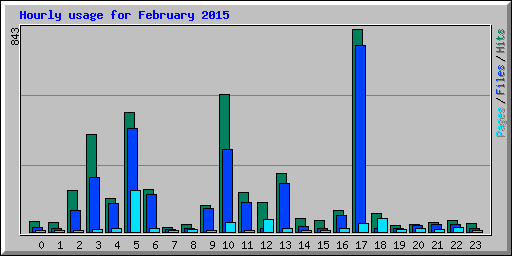 Hourly usage for February 2015
843
Pages/Files/Hits
0 1 2 3 4 5 6 7 8 9 10 11 12 13 14 15 16 17 18 19 20 21 22 23